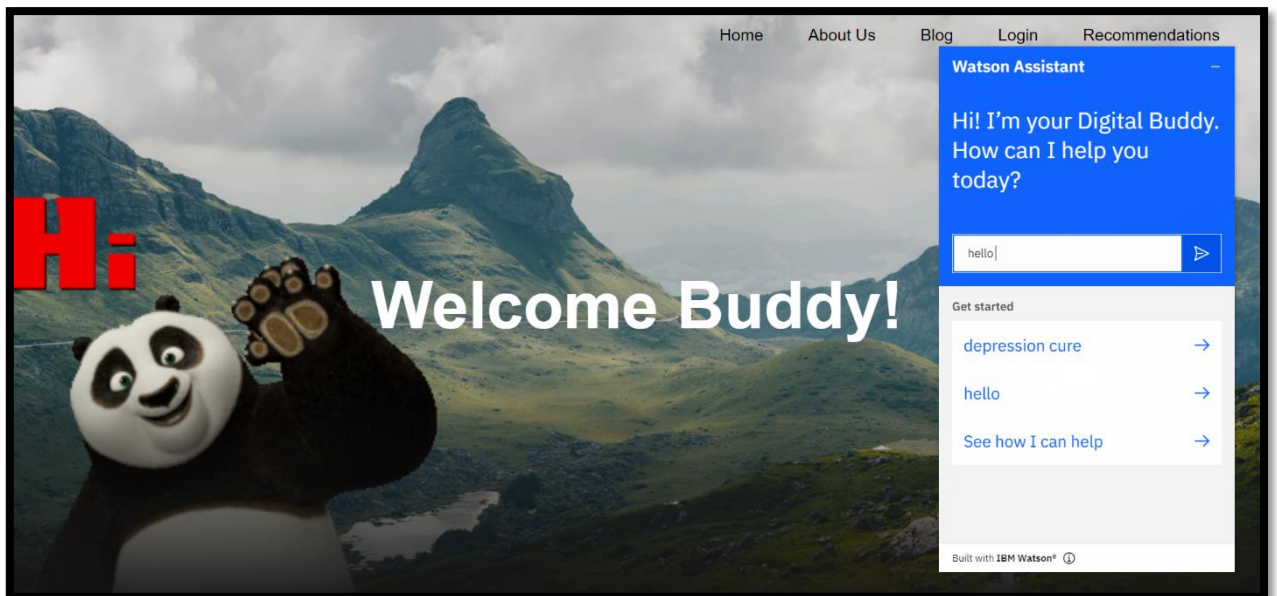 Home About Us Blog Login Recommendations
Hi
Welcome Buddy!
Watson Assistant
Hi! I'm your Digital Buddy.
How can I help you
today?
hello
Get started
depression cure
hello
See how I can help
Built with IBM Watson®